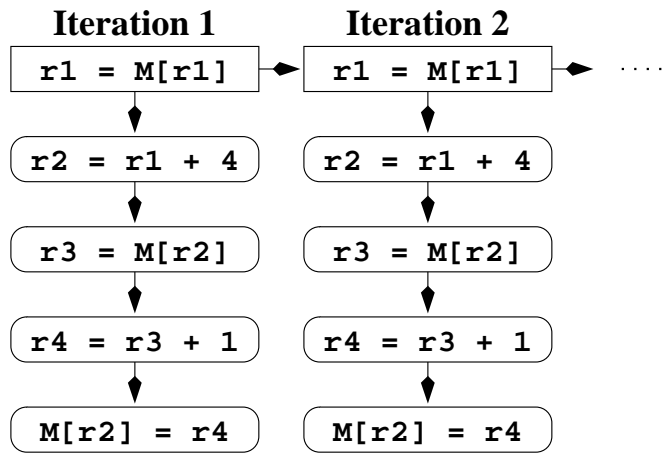 Iteration 1
r1 = M[r1]
r2 = r1 + 4
r3 = M[r2]
r4 = r3 + 1
M[r2] = r4
Iteration 2
r1 = M[r1]
r2 = r1 + 4
r3 = M[r2]
r4 = r3 + 1
M[r2] = r4
....